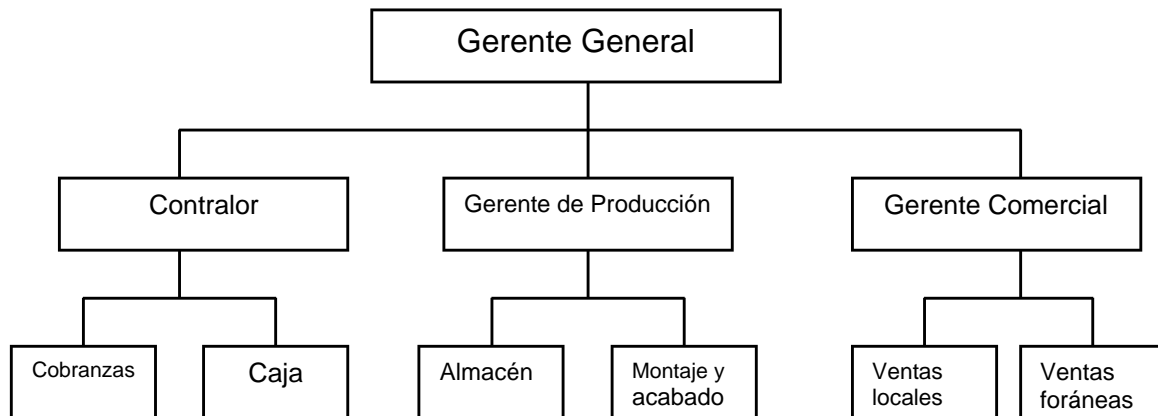 Gerente General
Contralor
Gerente de Producción
Gerente Comercial
Cobranzas
Caja
Almacén
Montaje y
acabado
Ventas
locales
Ventas
foráneas